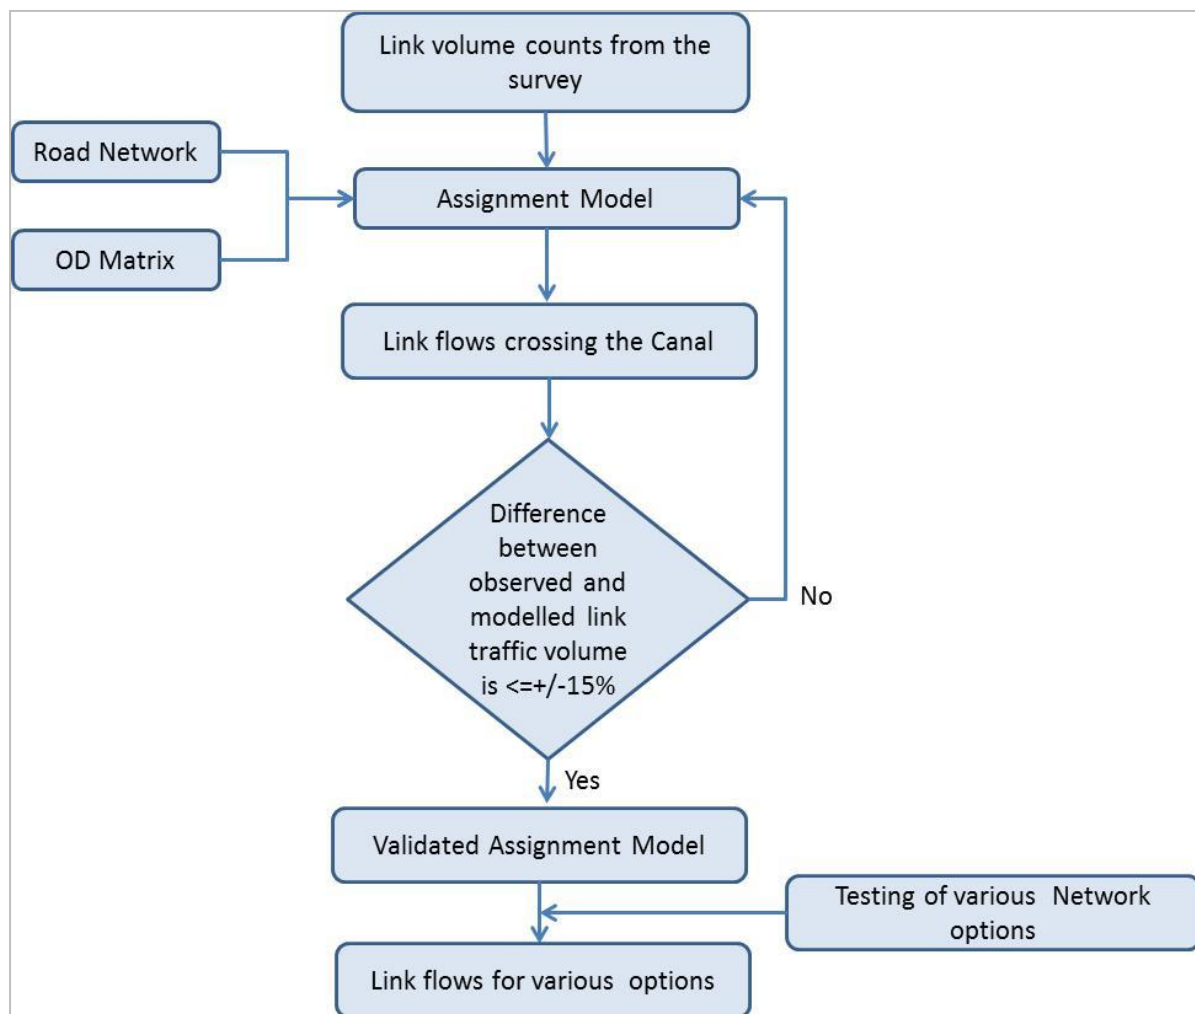 Link volume counts from the
survey
Road Network
Assignment Model
OD Matrix
Link flows crossing the Canal
Difference
between
observed and
modelled link
traffic volume
is <=+/-15%
No
Yes
Validated Assignment Model
Testing of various Network
options
Link flows for various options